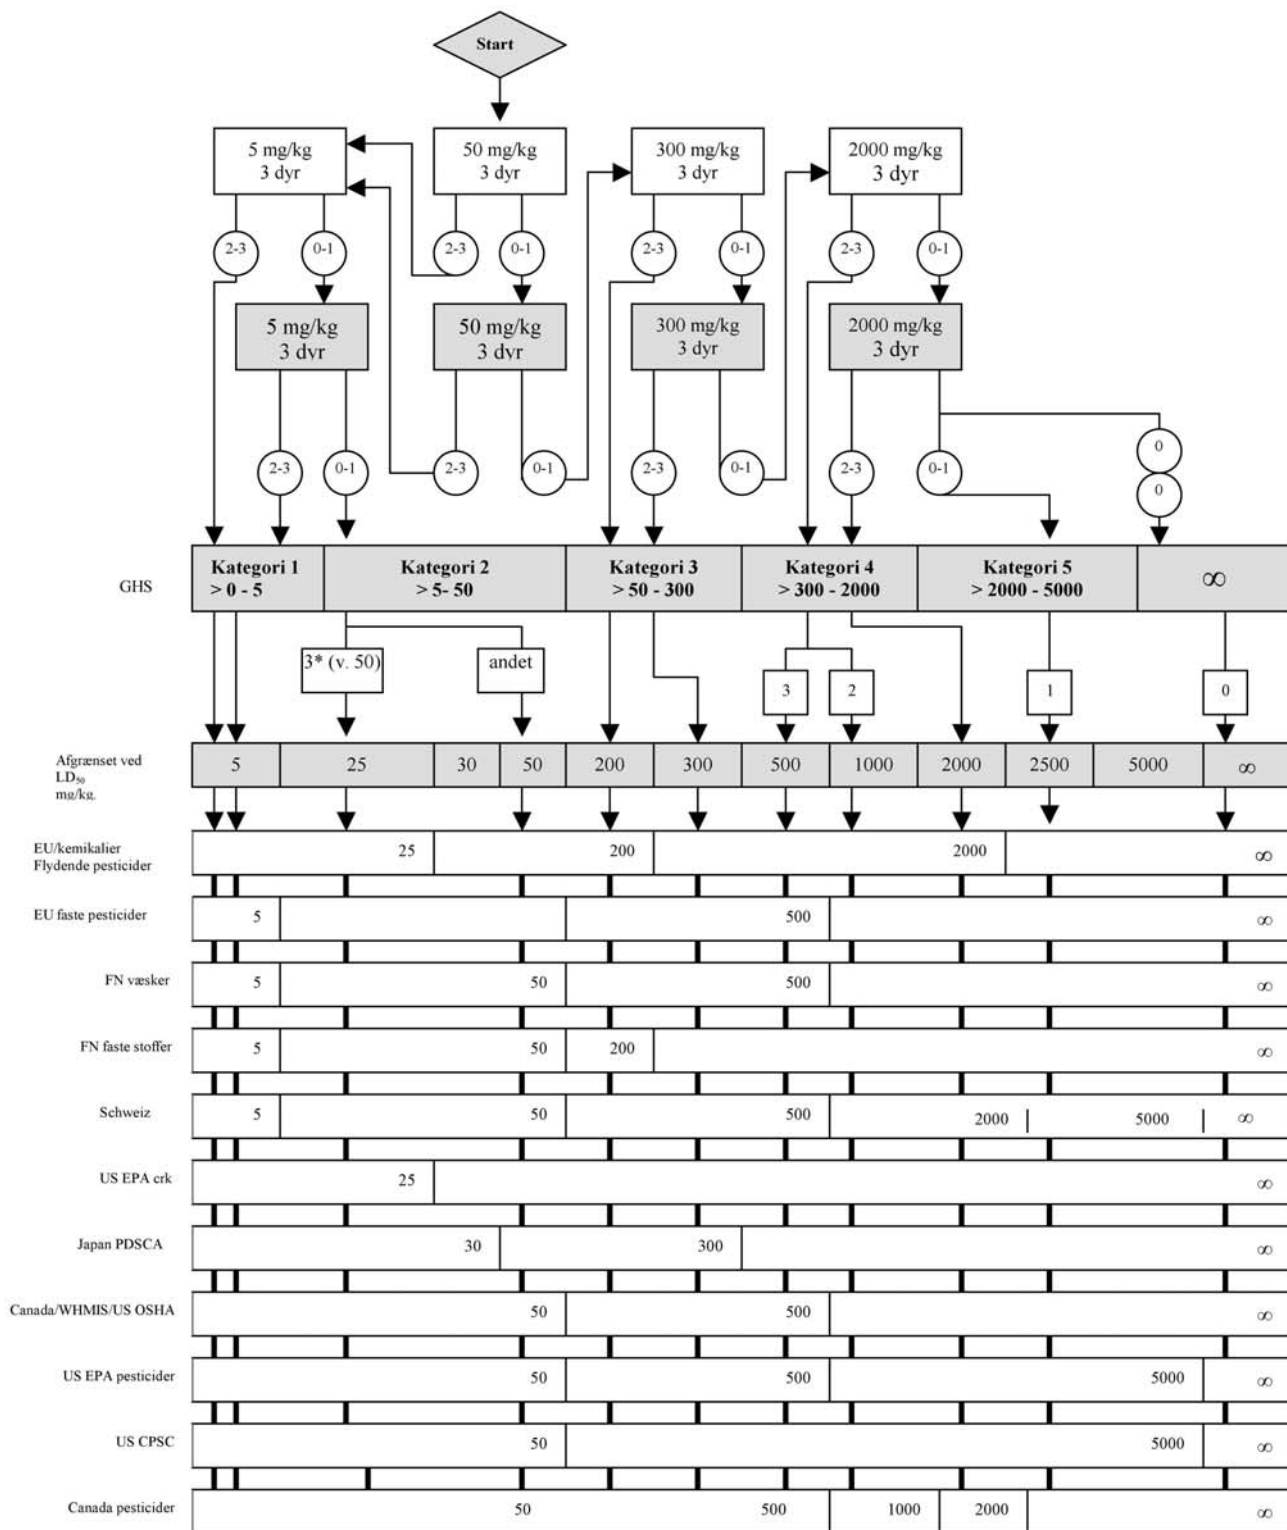 Start
5 mg/kg
3 dyr
50 mg/kg
3 dyr
300 mg/kg
3 dyr
2000 mg/kg
3 dyr
2-3
0-1
2-3
0-1
2-3
0-1
2-3
0-1
5 mg/kg
3 dyr
50 mg/kg
3 dyr
300 mg/kg
3 dyr
2000 mg/kg
3 dyr
2-3
0-1
2-3
0-1
2-3
0-1
2-3
0-1
0
0
GHS
Kategori 1
> 0 - 5
Kategori 2
> 5- 50
Kategori 3
> 50 - 300
Kategori 4
> 300 - 2000
Kategori 5
> 2000 - 5000
∞
3* (v. 50)
andet
3
2
1
0
Afgrænset ved
LD₅₀
mg/kg.
5 25 30 50 200 300 500 1000 2000 2500 5000 ∞
EU/kemikalier
Flydende pesticider
25 200 2000 ∞
EU faste pesticider 5 500 ∞
FN væsker 5 50 500 ∞
FN faste stoffer 5 50 200 ∞
Schweiz 5 50 500 2000 5000 ∞
US EPA crk 25 ∞
Japan PDSCA 30 300 ∞
Canada/WHMIS/US OSHA 50 500 ∞
US EPA pesticider 50 500 5000 ∞
US CPSC 50 5000 ∞
Canada pesticider 50 500 1000 2000 ∞